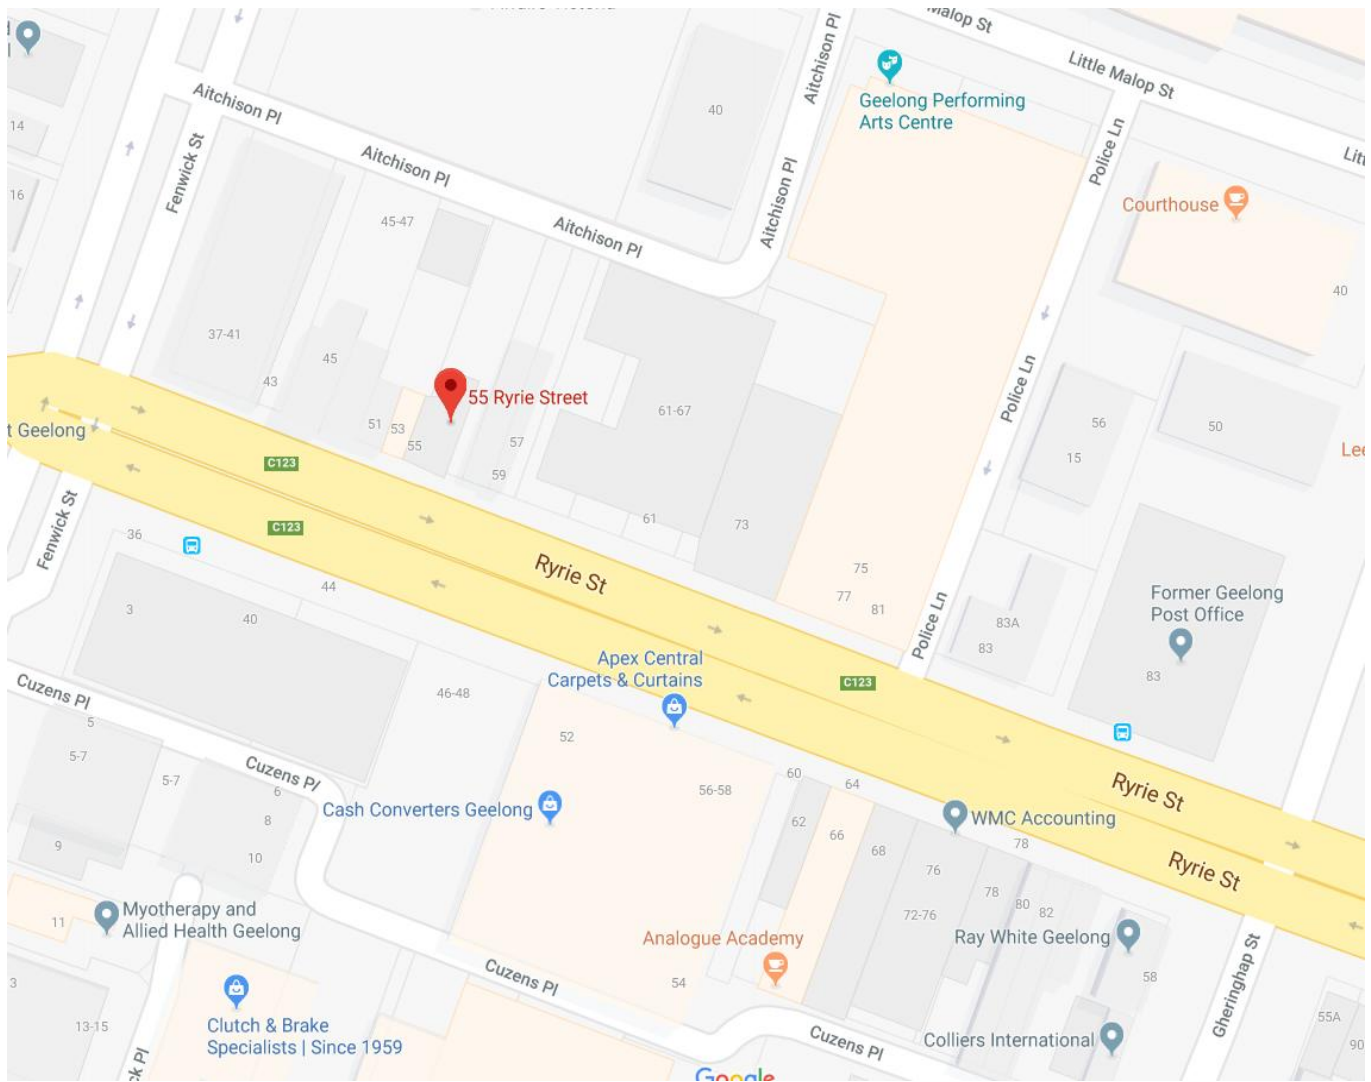 Malop St
Little Malop St
Aitchison Pl
Aitchison Pl
Aitchison Pl
Aitchison Pl
Aitchison Pl
Geelong Performing
Arts Centre
Police Ln
Police Ln
Police Ln
Courthouse
Fenwick St
Fenwick St
14
16
40
45-47
37-41
45
43
51
53
55
55 Ryrie Street
57
59
61-67
61
73
75
77
81
40
56
50
15
83A
83
83
Former Geelong
Post Office
t Geelong
C123
C123
C123
Ryrie St
Ryrie St
Ryrie St
36
44
3
40
46-48
Apex Central
Carpets & Curtains
52
56-58
60
64
62
66
68
76
72-76
78
78
80
82
58
54
WMC Accounting
Cash Converters Geelong
Cuzens Pl
Cuzens Pl
Cuzens Pl
Cuzens Pl
5
5-7
5-7
6
8
10
9
11
3
13-15
Myotherapy and
Allied Health Geelong
Clutch & Brake
Specialists | Since 1959
Analogue Academy
Ray White Geelong
Colliers International
Gheringhap St
55A
90
Google